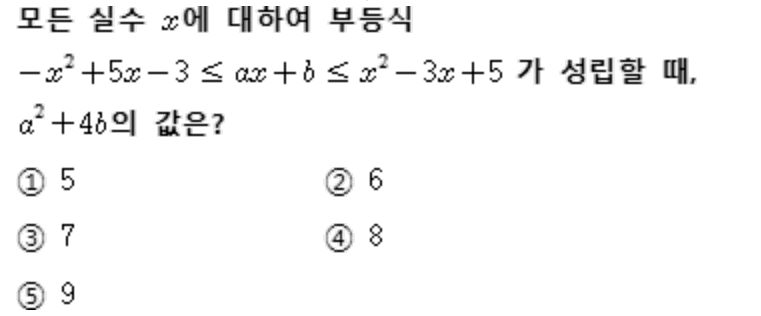 모든 실수 x에 대하여 부등식
−x²+5x−3 ≤ ax+b ≤ x²−3x+5 가 성립할 때,
a²+4b의 값은?
① 5 ② 6
③ 7 ④ 8
⑤ 9